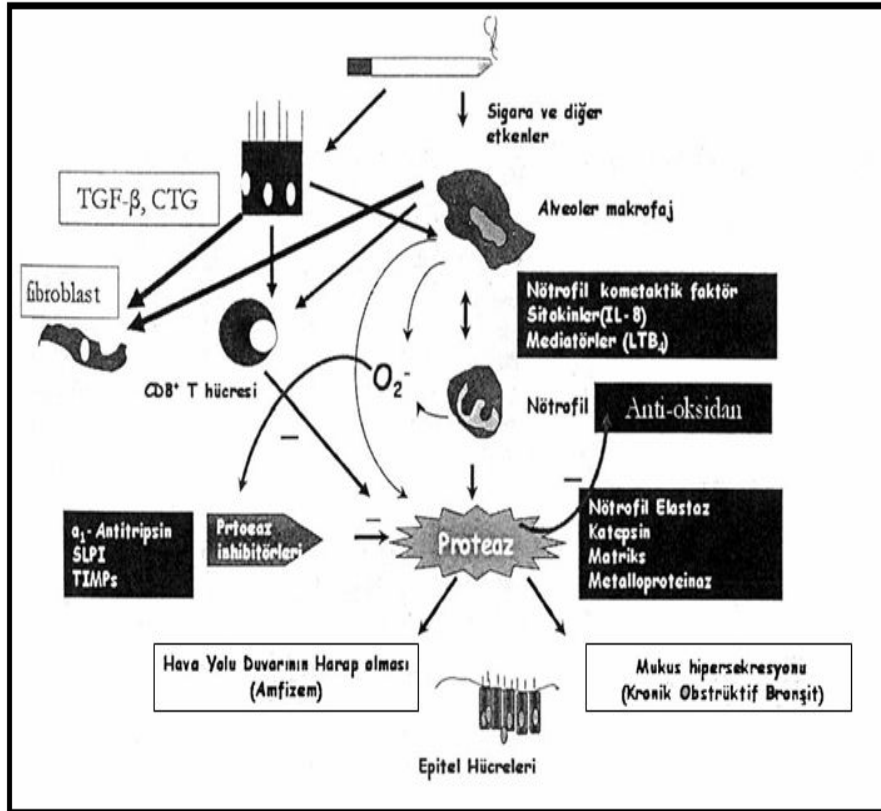 Sigara ve diğer
etkenler
TGF-β, CTG
Alveoler makrofaj
fibroblast
Nötrofil kometaktik faktör
Sitokinler(IL-8)
Mediatörler (LTB₄)
CD8⁺ T hücresi
O₂⁻
Nötrofil
Anti-oksidan
–
–
α₁-Antitripsin
SLPI
TIMPs
Prtoeaz
inhibitörleri
–
Proteaz
Nötrofil Elastaz
Katepsin
Matriks
Metalloproteinaz
Hava Yolu Duvarının Harap olması
(Amfizem)
Mukus hipersekresyonu
(Kronik Obstrüktif Bronşit)
Epitel Hücreleri